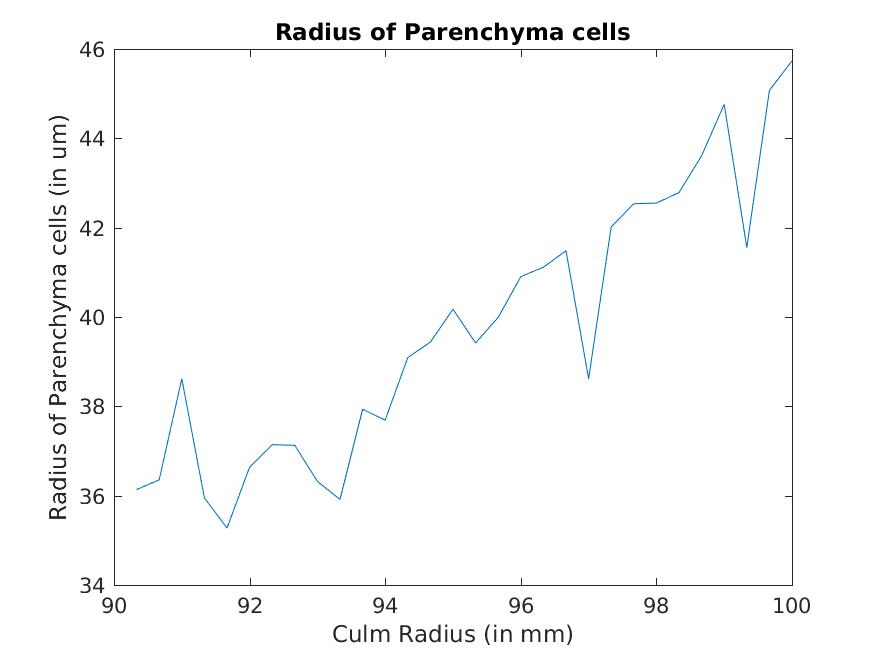 Radius of Parenchyma cells
46
44
42
40
38
36
34
Radius of Parenchyma cells (in um)
90 92 94 96 98 100
Culm Radius (in mm)